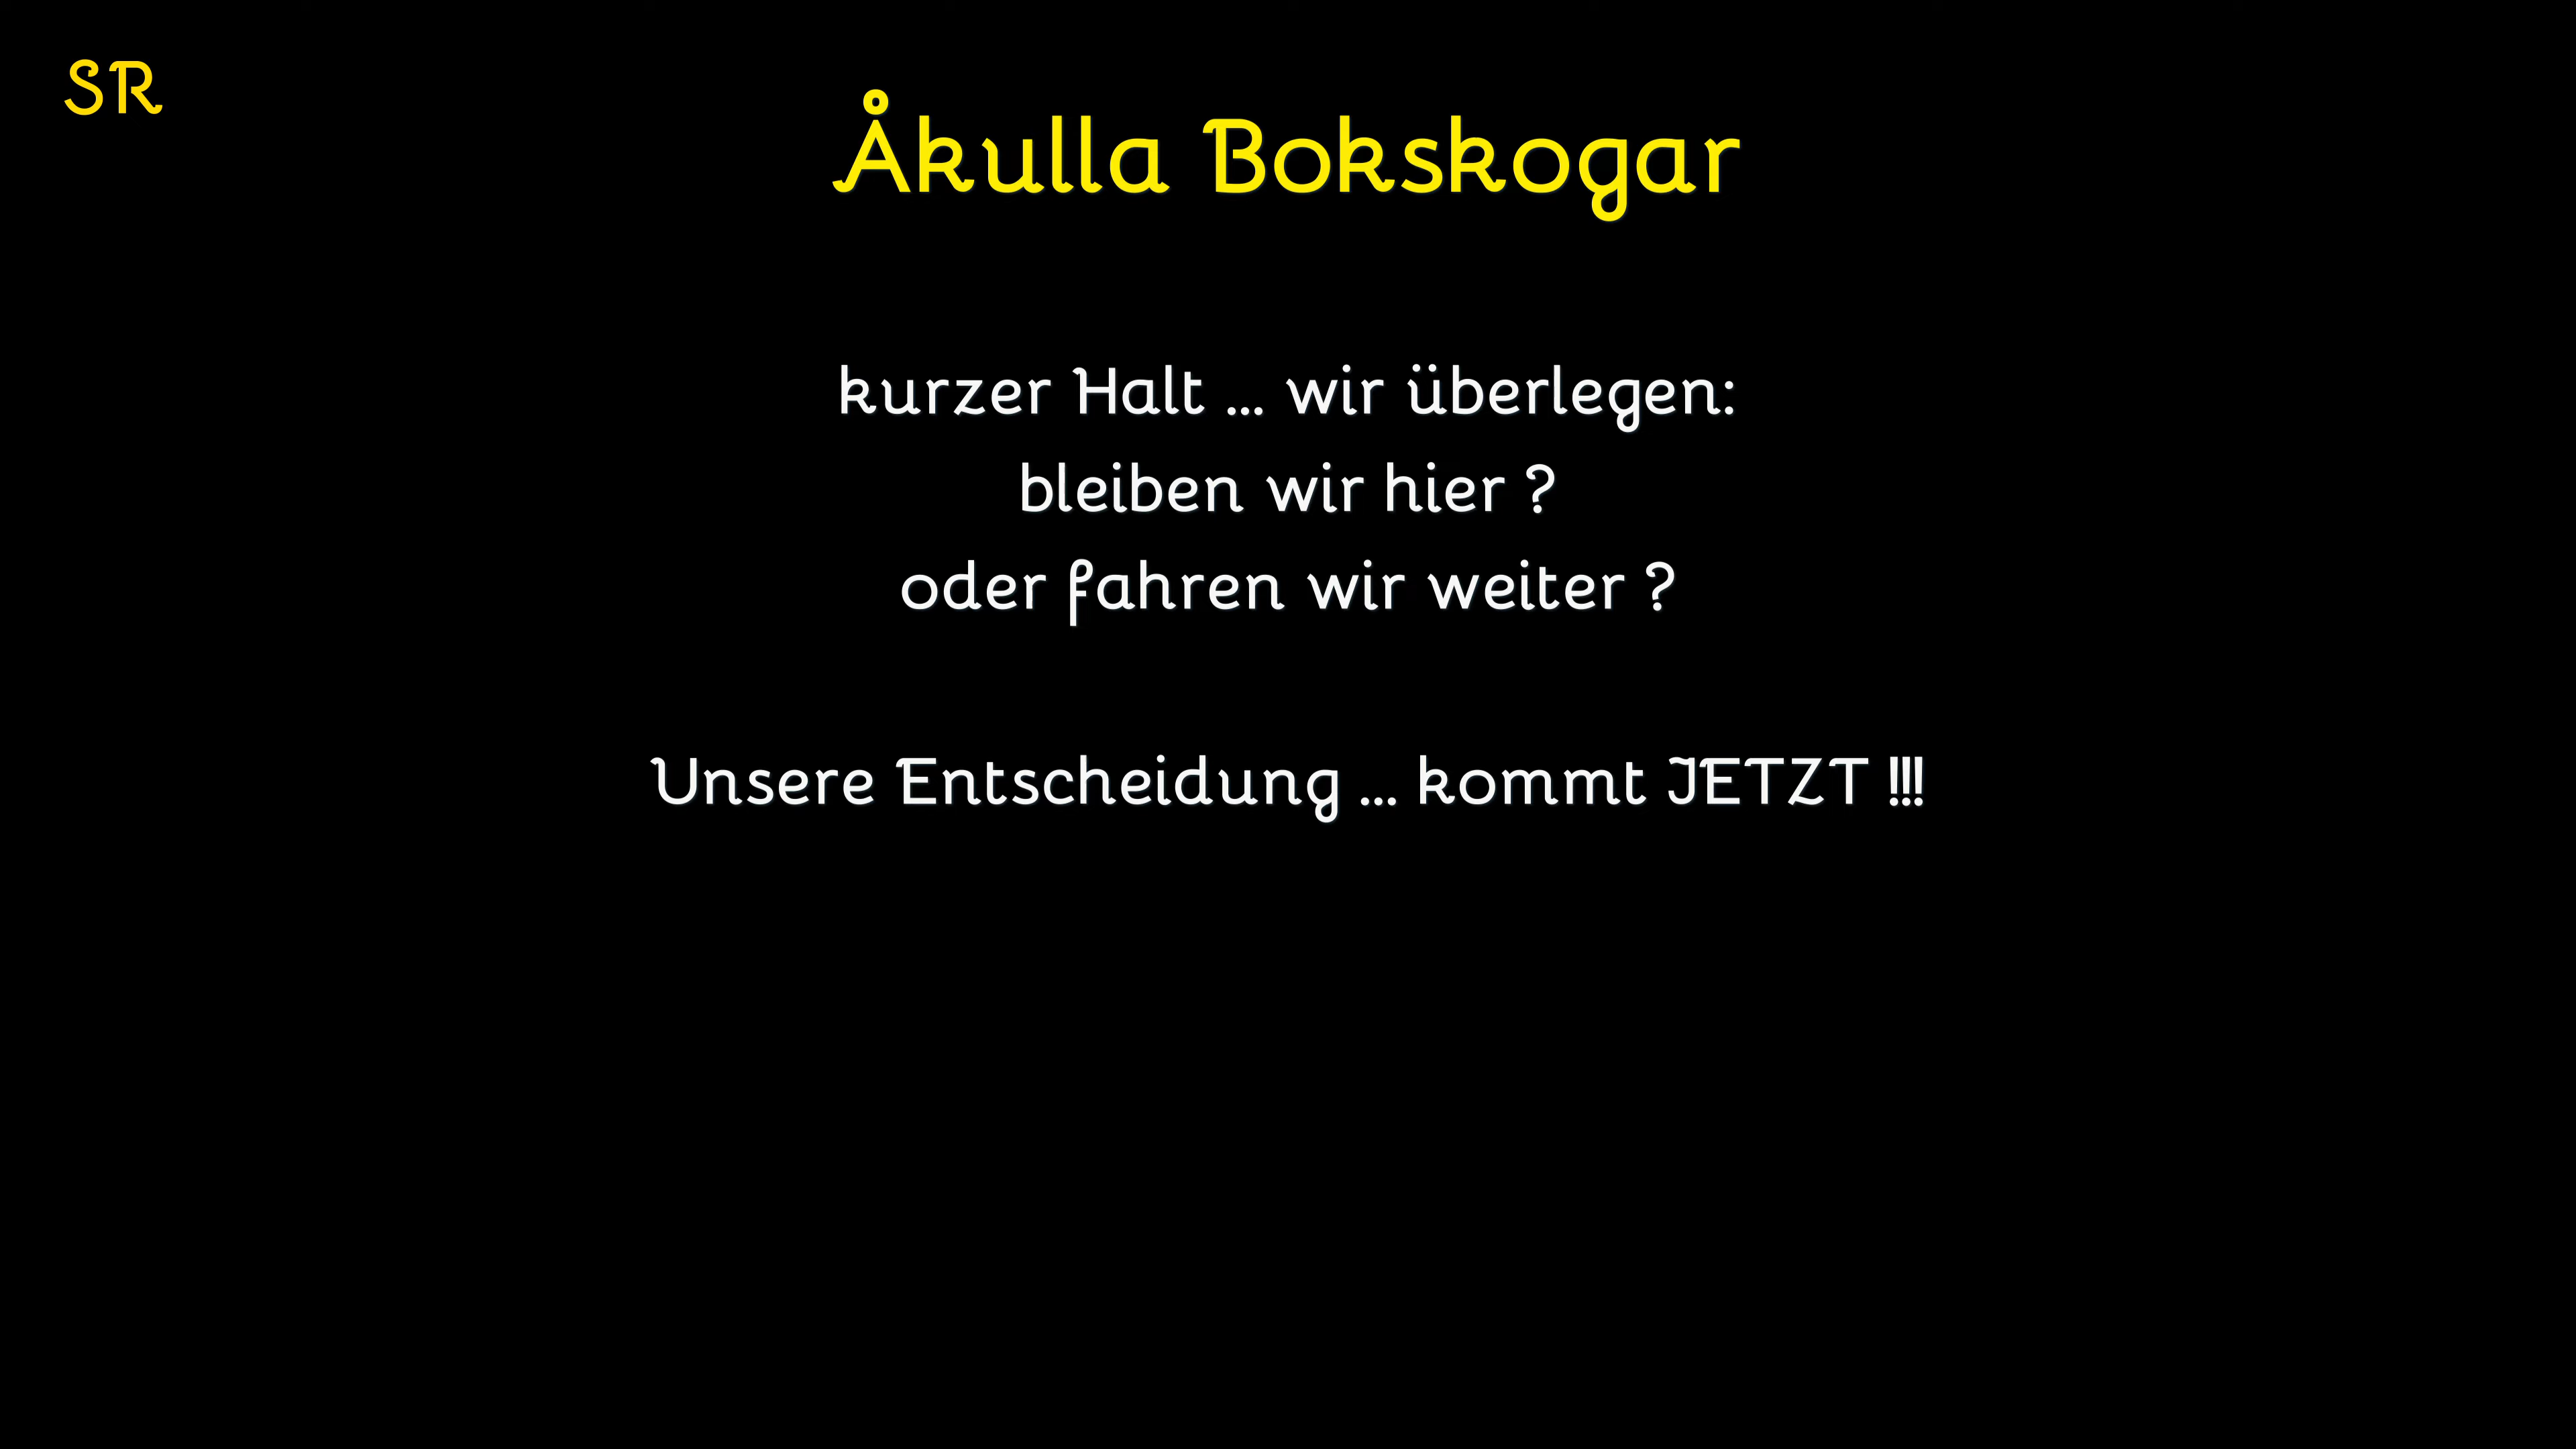 SR
Åkulla Bokskogar
kurzer Halt ... wir überlegen:
bleiben wir hier ?
oder fahren wir weiter ?
Unsere Entscheidung ... kommt JETZT !!!